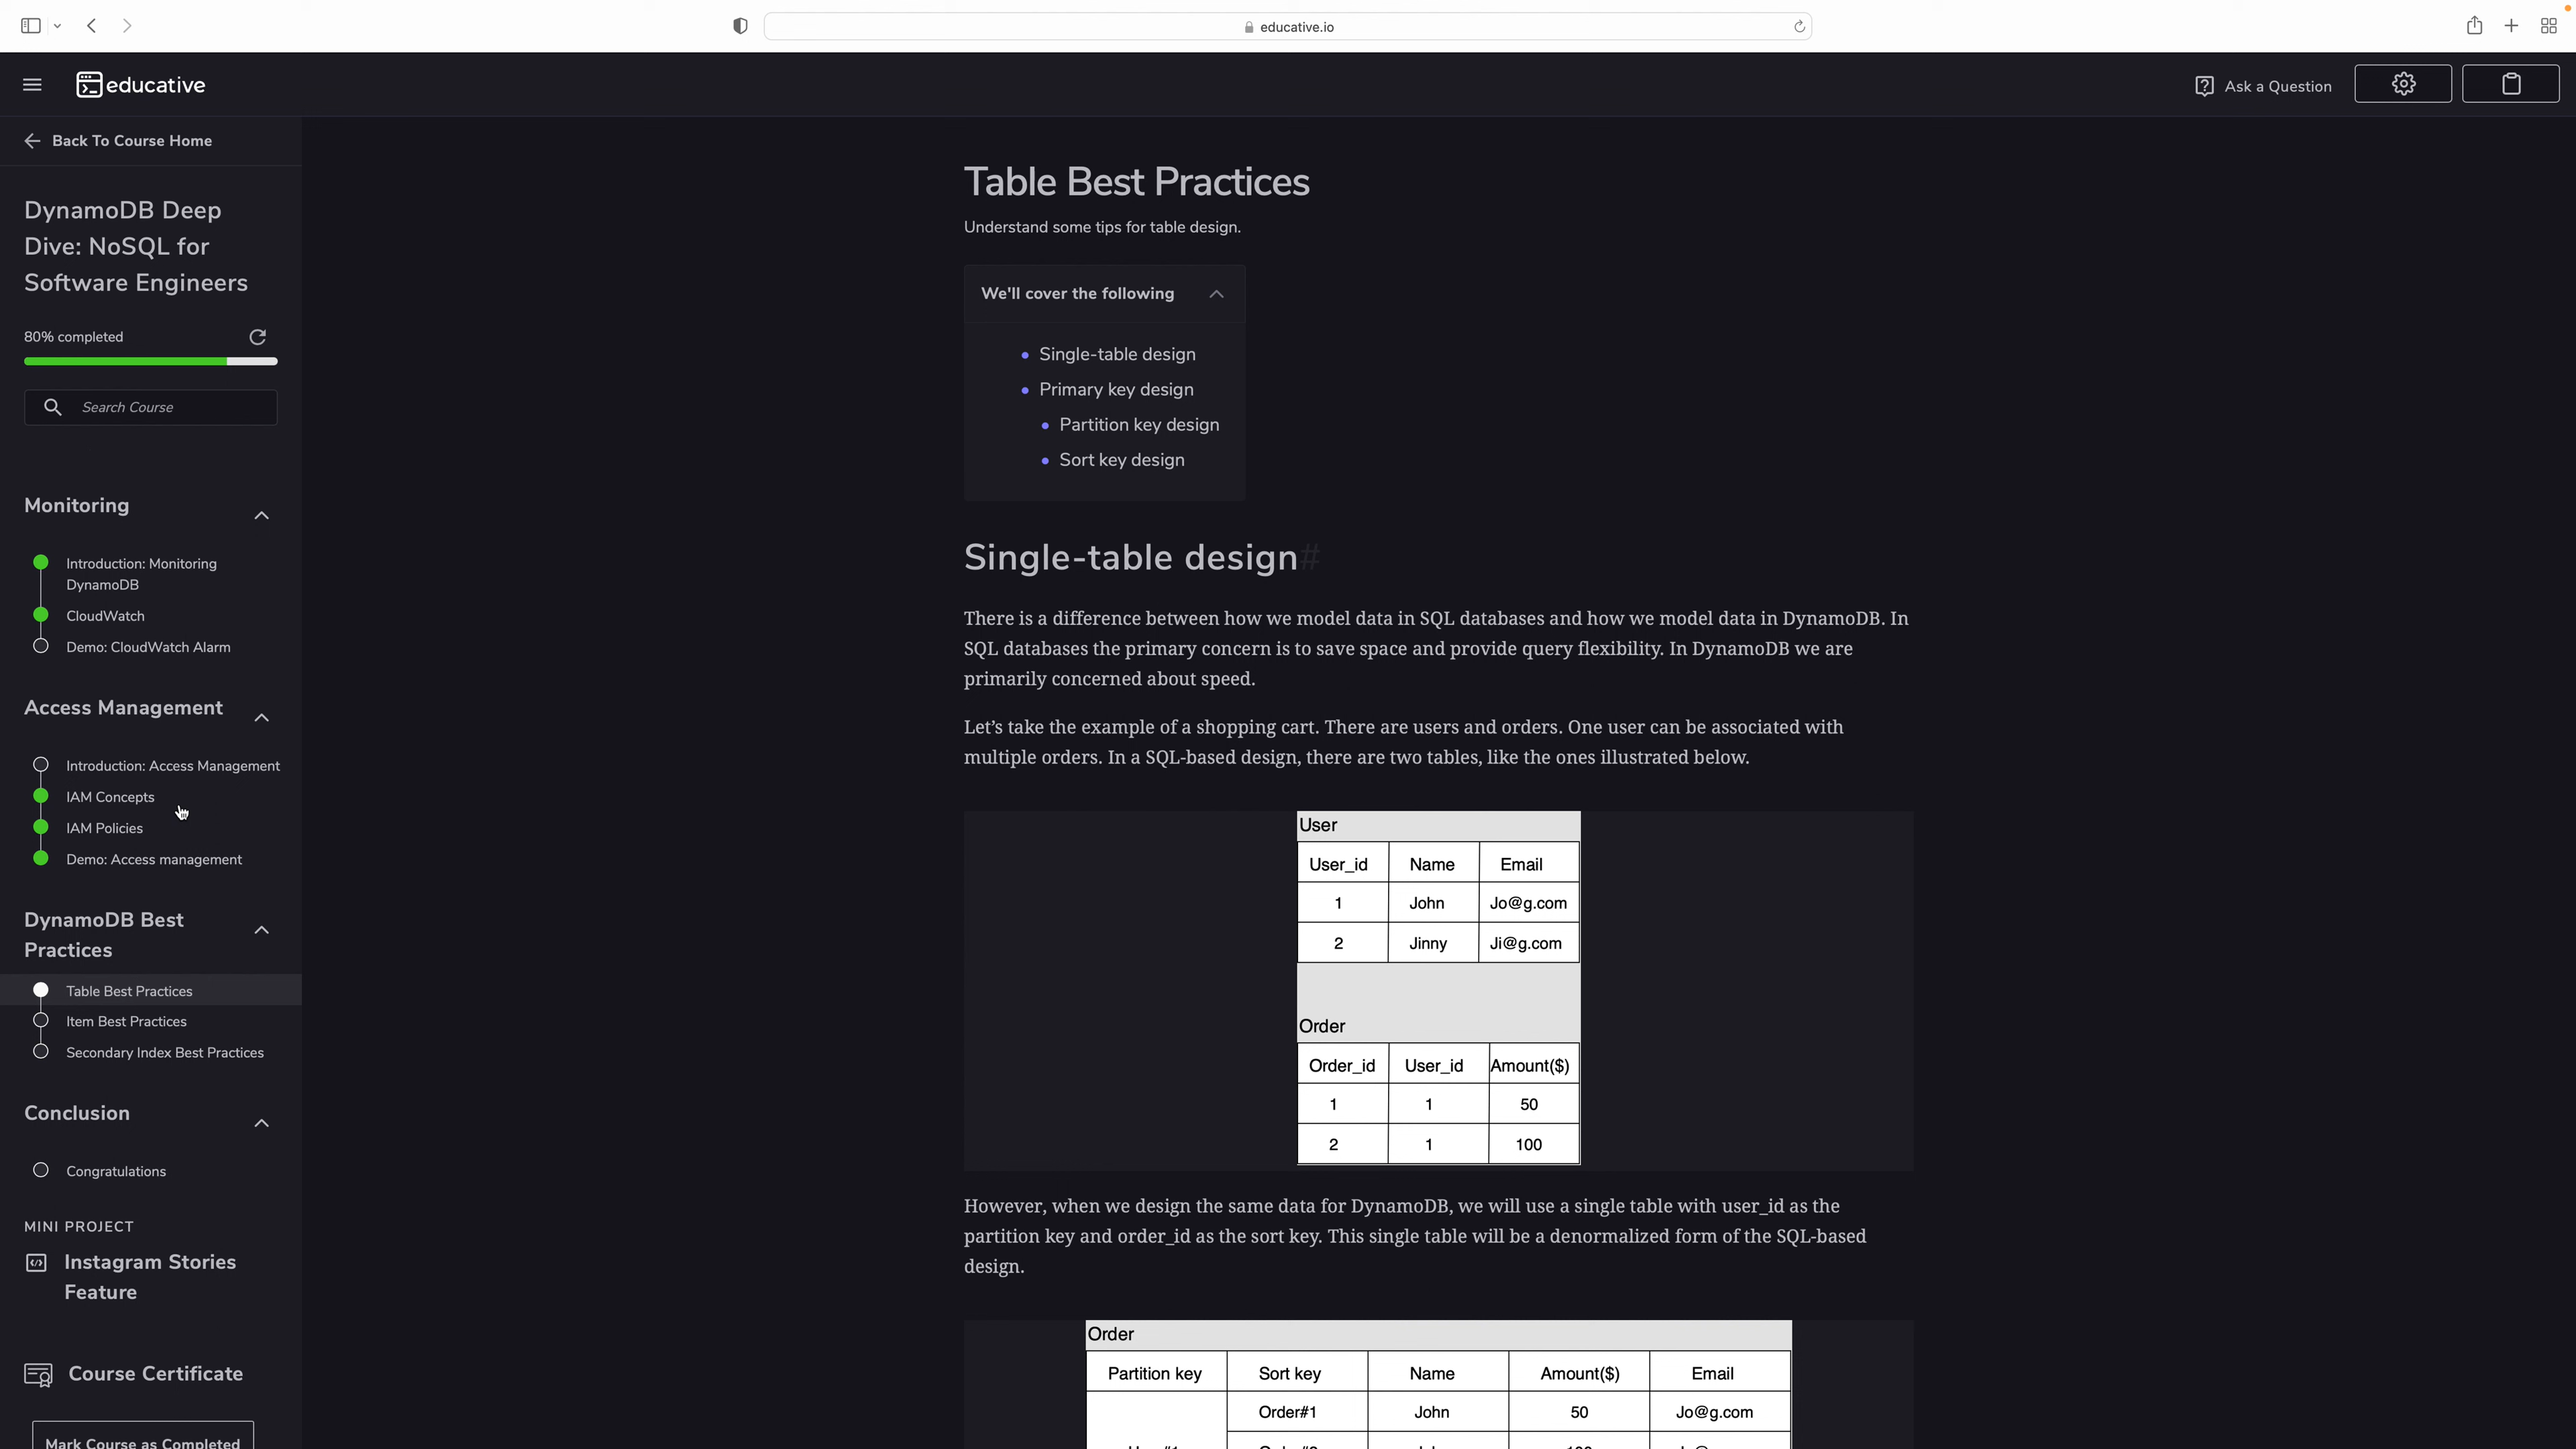 educative.io
educative
Ask a Question
Back To Course Home
DynamoDB Deep
Dive: NoSQL for
Software Engineers
80% completed
Search Course
Monitoring
Introduction: Monitoring
DynamoDB
CloudWatch
Demo: CloudWatch Alarm
Access Management
Introduction: Access Management
IAM Concepts
IAM Policies
Demo: Access management
DynamoDB Best
Practices
Table Best Practices
Item Best Practices
Secondary Index Best Practices
Conclusion
Congratulations
MINI PROJECT
Instagram Stories
Feature
Course Certificate
Mark Course as Completed
Table Best Practices
Understand some tips for table design.
We'll cover the following
Single-table design
Primary key design
Partition key design
Sort key design
Single-table design#
There is a difference between how we model data in SQL databases and how we model data in DynamoDB. In
SQL databases the primary concern is to save space and provide query flexibility. In DynamoDB we are
primarily concerned about speed.
Let’s take the example of a shopping cart. There are users and orders. One user can be associated with
multiple orders. In a SQL-based design, there are two tables, like the ones illustrated below.
User
User_id Name Email
1 John Jo@g.com
2 Jinny Ji@g.com
Order
Order_id User_id Amount($)
1 1 50
2 1 100
However, when we design the same data for DynamoDB, we will use a single table with user_id as the
partition key and order_id as the sort key. This single table will be a denormalized form of the SQL-based
design.
Order
Partition key Sort key Name Amount($) Email
Order#1 John 50 Jo@g.com